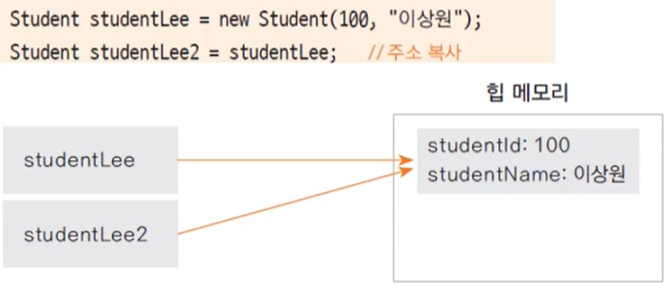 Student studentLee = new Student(100, "이상원");
Student studentLee2 = studentLee; //주소 복사
힙 메모리
studentLee
studentId: 100
studentName: 이상원
studentLee2